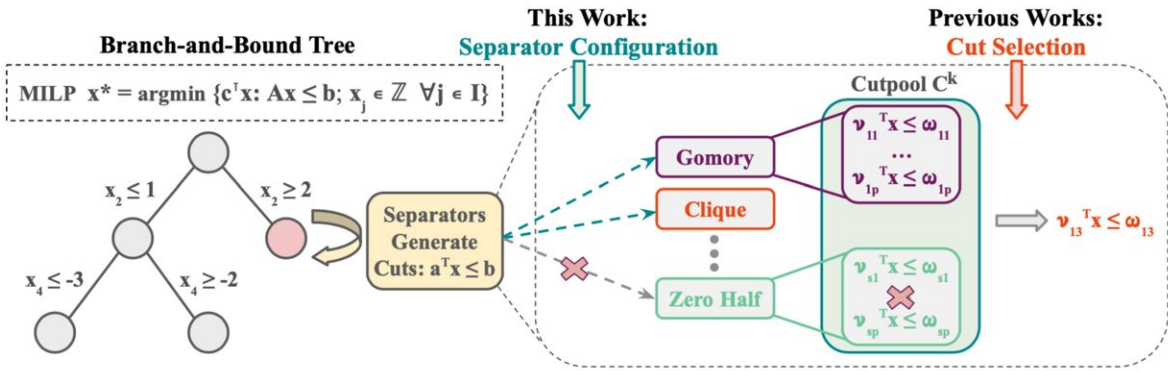 This Work:
Separator Configuration
Previous Works:
Cut Selection
Branch-and-Bound Tree
MILP x* = argmin {cᵀx: Ax ≤ b; xⱼ ∈ ℤ ∀j ∈ I}
x₂ ≤ 1
x₂ ≥ 2
x₄ ≤ -3
x₄ ≥ -2
Separators
Generate
Cuts: aᵀx ≤ b
Gomory
Clique
Zero Half
Cutpool Cᵏ
ν₁₁ᵀx ≤ ω₁₁
...
ν₁ₚᵀx ≤ ω₁ₚ
νₛ₁ᵀx ≤ ωₛ₁
νₛₚᵀx ≤ ωₛₚ
ν₁₃ᵀx ≤ ω₁₃